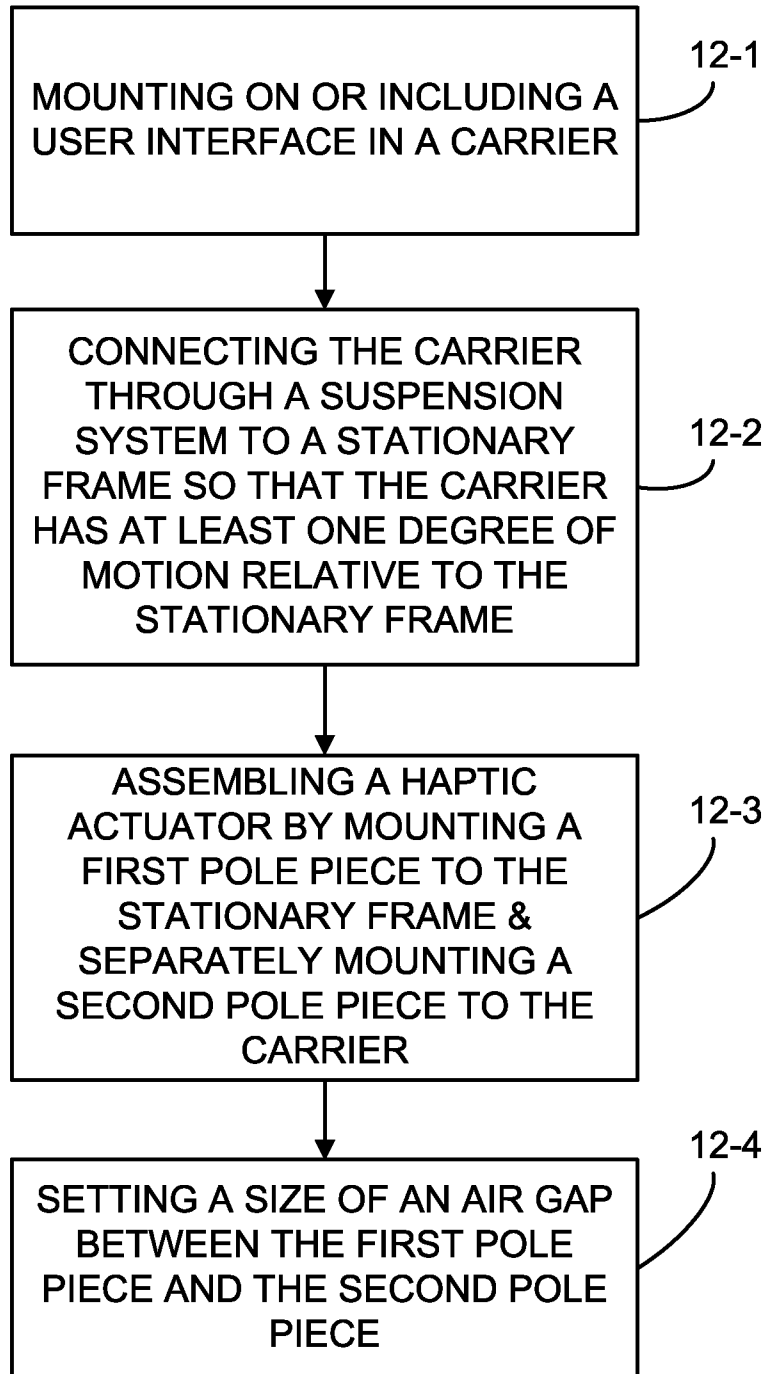 MOUNTING ON OR INCLUDING A
USER INTERFACE IN A CARRIER
12-1
CONNECTING THE CARRIER
THROUGH A SUSPENSION
SYSTEM TO A STATIONARY
FRAME SO THAT THE CARRIER
HAS AT LEAST ONE DEGREE OF
MOTION RELATIVE TO THE
STATIONARY FRAME
12-2
ASSEMBLING A HAPTIC
ACTUATOR BY MOUNTING A
FIRST POLE PIECE TO THE
STATIONARY FRAME &
SEPARATELY MOUNTING A
SECOND POLE PIECE TO THE
CARRIER
12-3
SETTING A SIZE OF AN AIR GAP
BETWEEN THE FIRST POLE
PIECE AND THE SECOND POLE
PIECE
12-4